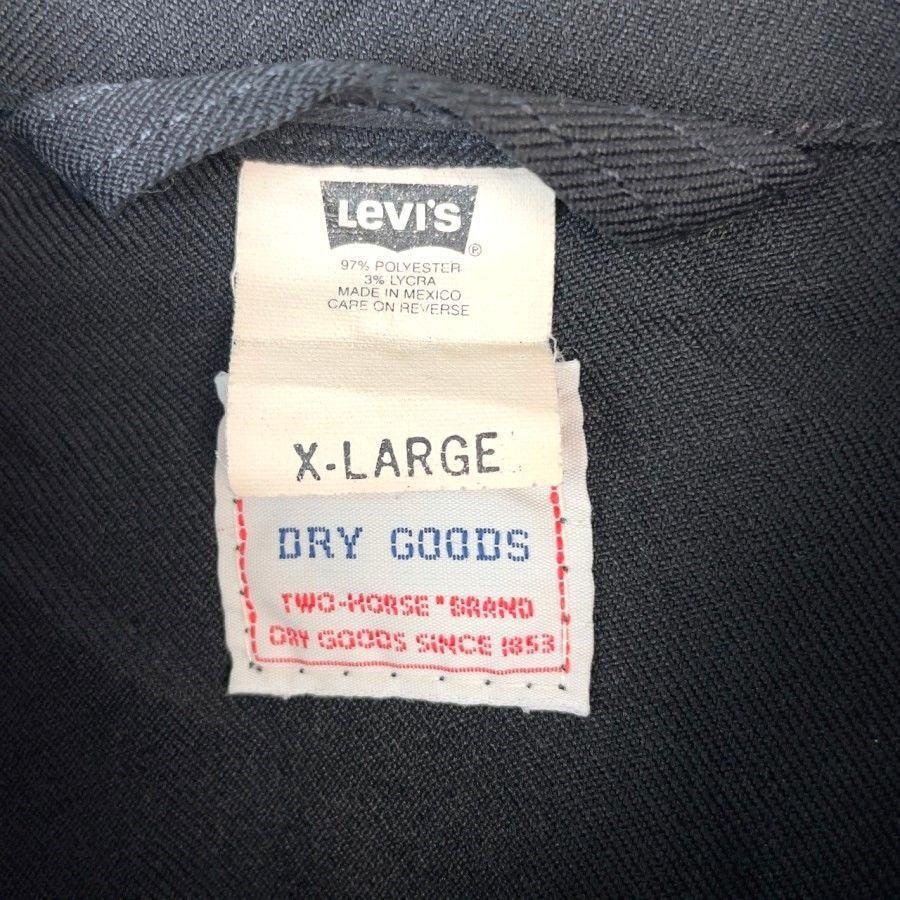 LeVI'S ®
97% POLYESTER
3% LYCRA
MADE IN MEXICO
CARE ON REVERSE
X-LARGE
DRY GOODS
TWO-HORSE "BRAND
DRY GOODS SINCE 1853